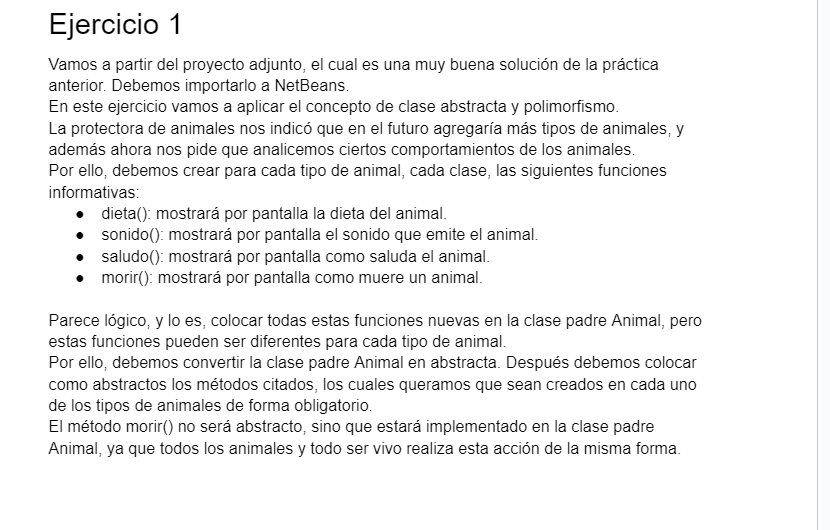 Ejercicio 1
Vamos a partir del proyecto adjunto, el cual es una muy buena solución de la práctica
anterior. Debemos importarlo a NetBeans.
En este ejercicio vamos a aplicar el concepto de clase abstracta y polimorfismo.
La protectora de animales nos indicó que en el futuro agregaría más tipos de animales, y
además ahora nos pide que analicemos ciertos comportamientos de los animales.
Por ello, debemos crear para cada tipo de animal, cada clase, las siguientes funciones
informativas:
● dieta(): mostrará por pantalla la dieta del animal.
● sonido(): mostrará por pantalla el sonido que emite el animal.
● saludo(): mostrará por pantalla como saluda el animal.
● morir(): mostrará por pantalla como muere un animal.
Parece lógico, y lo es, colocar todas estas funciones nuevas en la clase padre Animal, pero
estas funciones pueden ser diferentes para cada tipo de animal.
Por ello, debemos convertir la clase padre Animal en abstracta. Después debemos colocar
como abstractos los métodos citados, los cuales queramos que sean creados en cada uno
de los tipos de animales de forma obligatorio.
El método morir() no será abstracto, sino que estará implementado en la clase padre
Animal, ya que todos los animales y todo ser vivo realiza esta acción de la misma forma.